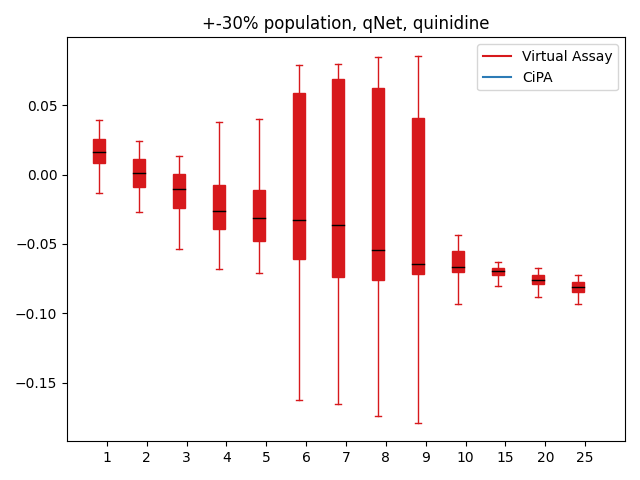 +-30% population, qNet, quinidine
Virtual Assay
CiPA
0.05
0.00
−0.05
−0.10
−0.15
1 2 3 4 5 6 7 8 9 10 15 20 25